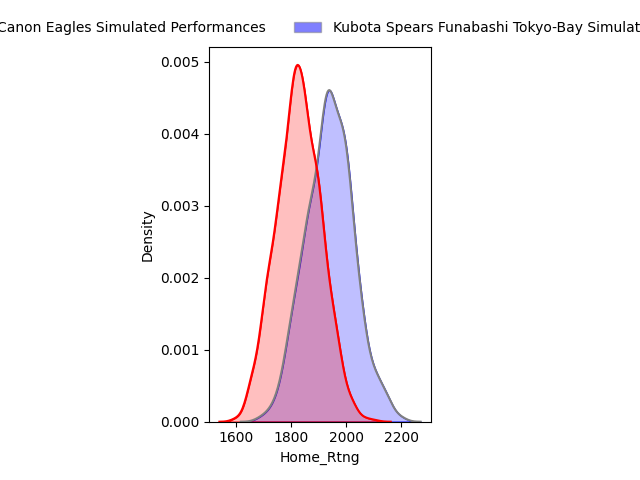 Canon Eagles Simulated Performances
Kubota Spears Funabashi Tokyo-Bay
0.005
0.004
0.003
0.002
0.001
0.000
Density
1600 1800 2000 2200
Home_Rtng